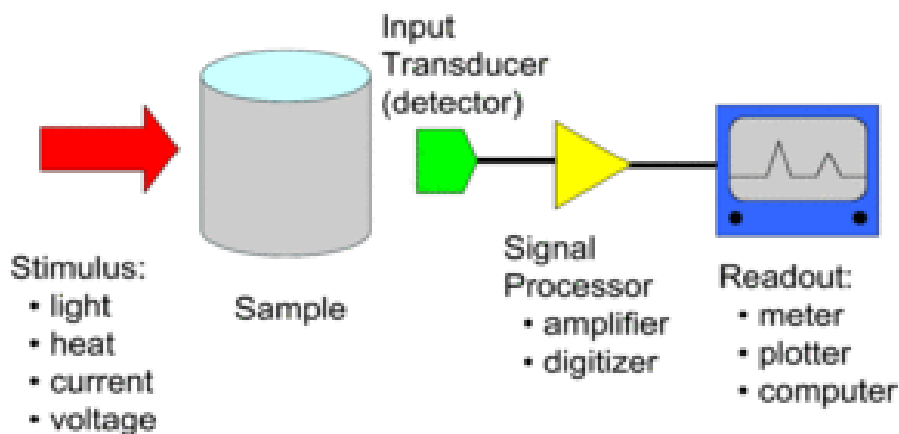 Input
Transducer
(detector)
Stimulus:
• light
• heat
• current
• voltage
Sample
Signal
Processor
• amplifier
• digitizer
Readout:
• meter
• plotter
• computer